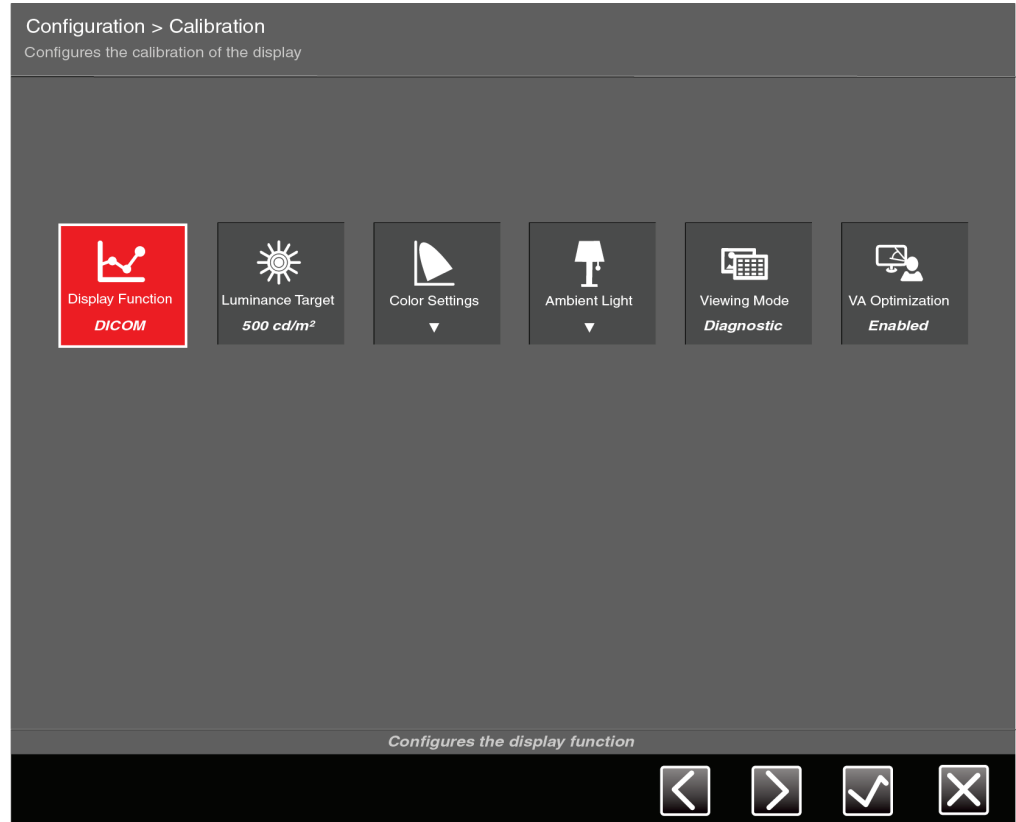 Configuration > Calibration
Configures the calibration of the display
Display Function
DICOM
Luminance Target
500 cd/m²
Color Settings
▼
Ambient Light
▼
Viewing Mode
Diagnostic
VA Optimization
Enabled
Configures the display function